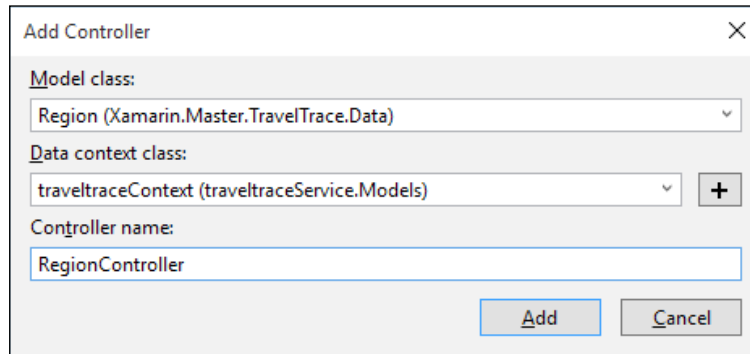 Add Controller
Model class:
Region (Xamarin.Master.TravelTrace.Data)
Data context class:
traveltraceContext (traveltraceService.Models)
Controller name:
RegionController
Add
Cancel